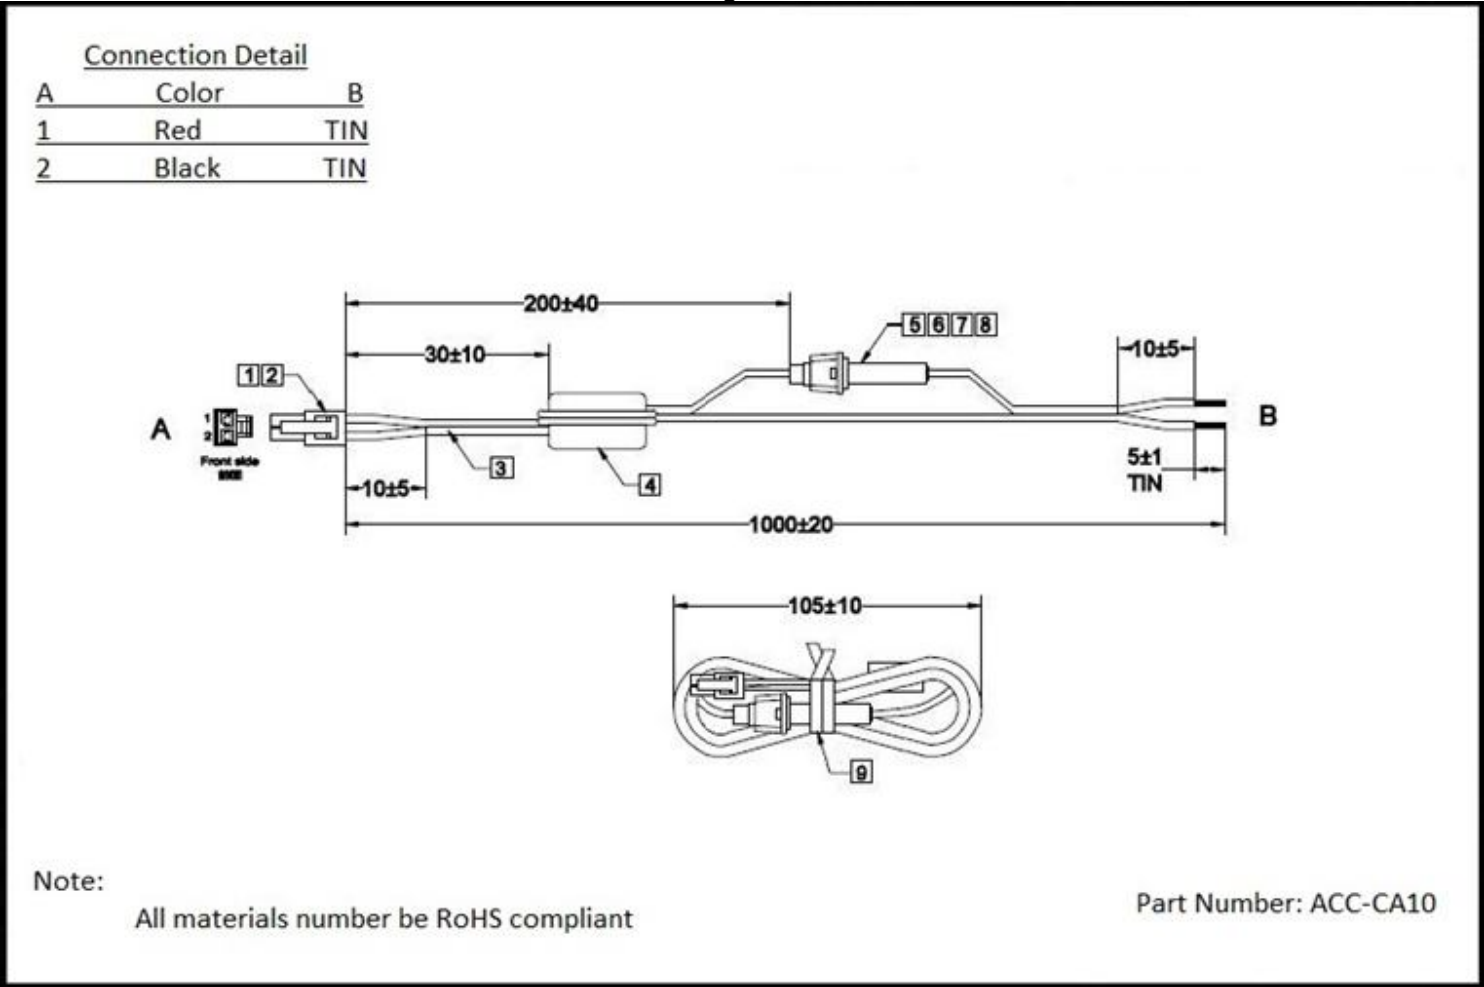 Connection Detail
A Color B
1 Red TIN
2 Black TIN
200±40
5 6 7 8
30±10
10±5
1 2
A
1
2
Front side
B
3
4
5±1
TIN
10±5
1000±20
105±10
9
Note:
All materials number be RoHS compliant
Part Number: ACC-CA10